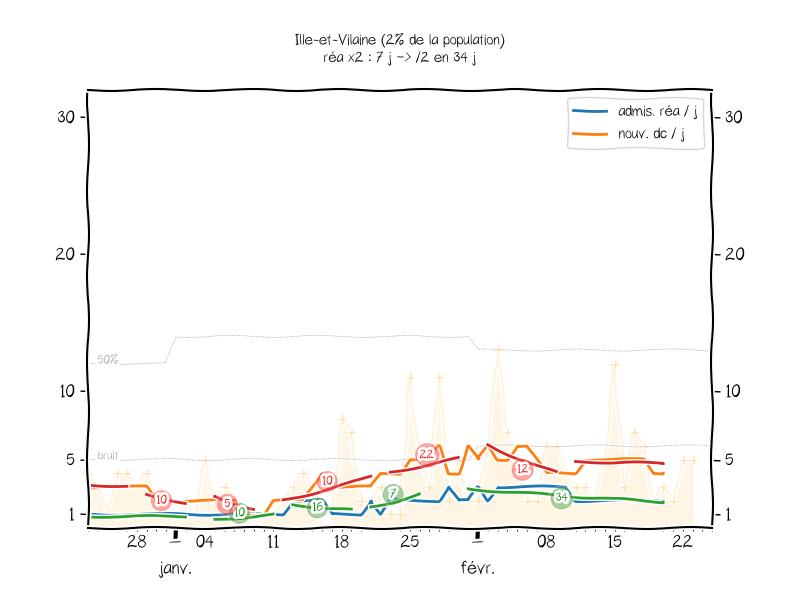 Ille-et-Vilaine (2% de la population)
réa x2 : 7 j -> /2 en 34 j
admis. réa / j
nouv. dc / j
30 30
20 20
50%
10 10
bruit
5 5
1 1
10 5 10 10 16 7 22 12 34
28 04 11 18 25 08 15 22
janv. févr.